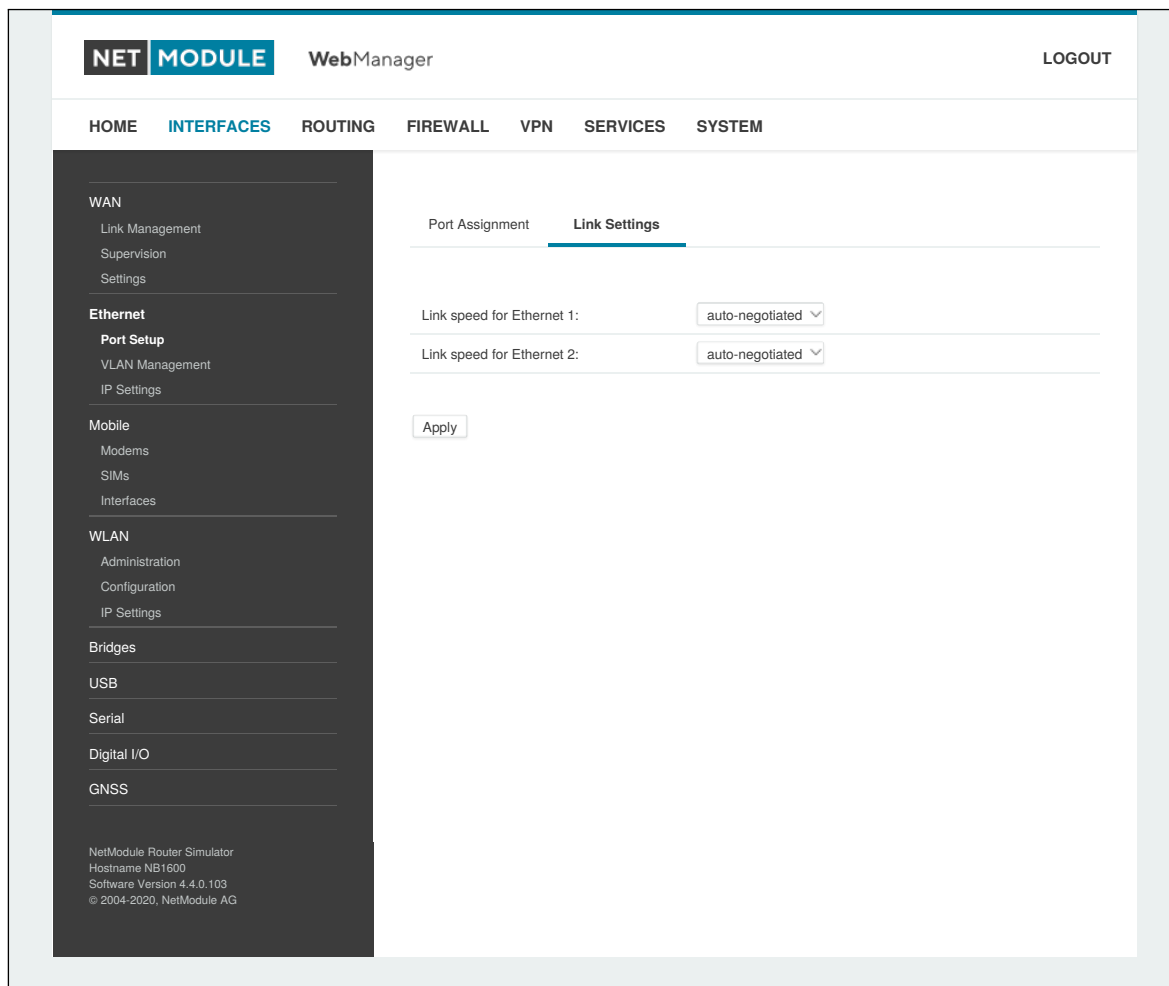 NET MODULE WebManager LOGOUT
HOME INTERFACES ROUTING FIREWALL VPN SERVICES SYSTEM
WAN
Link Management
Supervision
Settings
Ethernet
Port Setup
VLAN Management
IP Settings
Mobile
Modems
SIMs
Interfaces
WLAN
Administration
Configuration
IP Settings
Bridges
USB
Serial
Digital I/O
GNSS
NetModule Router Simulator
Hostname NB1600
Software Version 4.4.0.103
© 2004-2020, NetModule AG
Port Assignment Link Settings
Link speed for Ethernet 1: auto-negotiated
Link speed for Ethernet 2: auto-negotiated
Apply